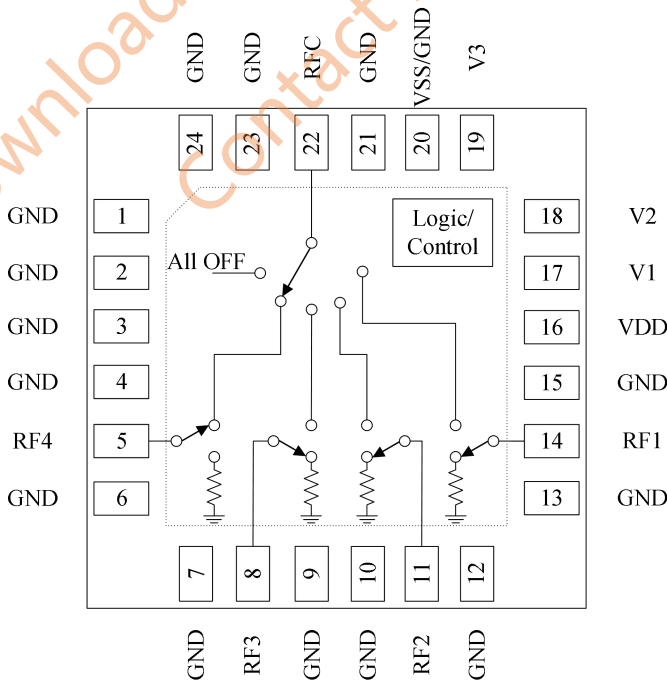 GND
GND
RFC
GND
VSS/GND
V3
24
23
22
21
20
19
GND 1
GND 2
GND 3
GND 4
RF4 5
GND 6
All OFF
Logic/
Control
18 V2
17 V1
16 VDD
15 GND
14 RF1
13 GND
7
8
9
10
11
12
GND
RF3
GND
GND
RF2
GND
Contact